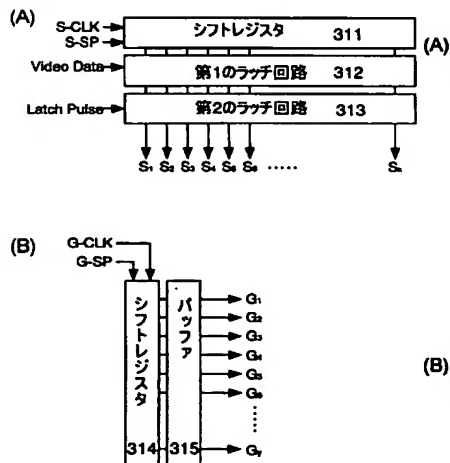 (A)
S-CLK
S-SP
シフトレジスタ 311
(A)
Video Data
第1のラッチ回路 312
Latch Pulse
第2のラッチ回路 313
S₁ S₂ S₃ S₄ S₅ S₆ ····· Sₓ
(B)
G-CLK
G-SP
シフトレジスタ
バッファ
G₁
G₂
G₃
G₄
G₅
G₆
(B)
314 315
Gᵧ